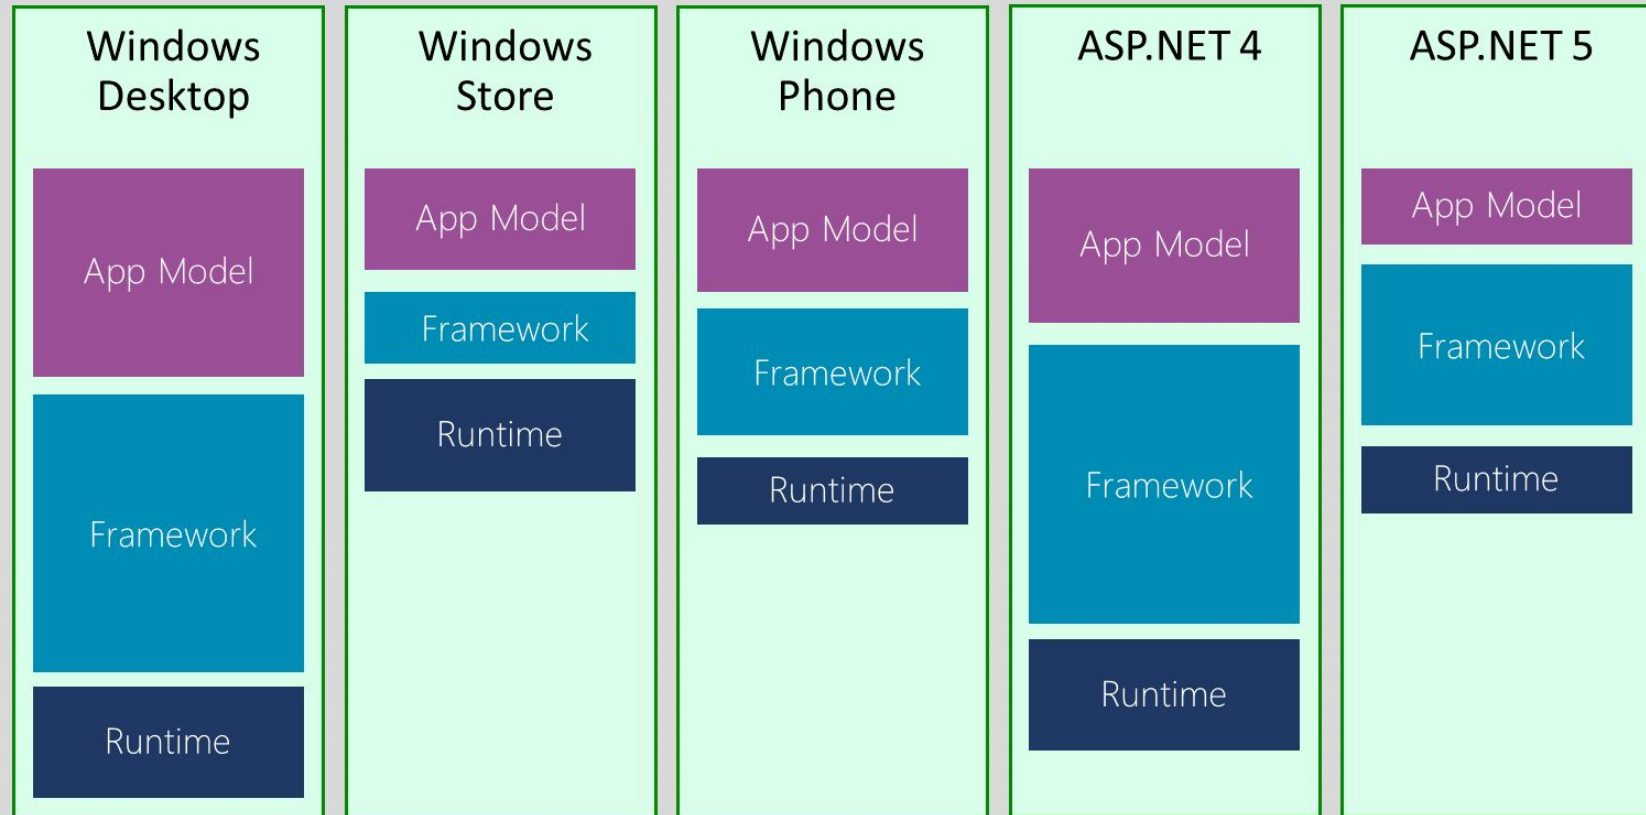 Windows
Desktop
App Model
Framework
Runtime
Windows
Store
App Model
Framework
Runtime
Windows
Phone
App Model
Framework
Runtime
ASP.NET 4
App Model
Framework
Runtime
ASP.NET 5
App Model
Framework
Runtime